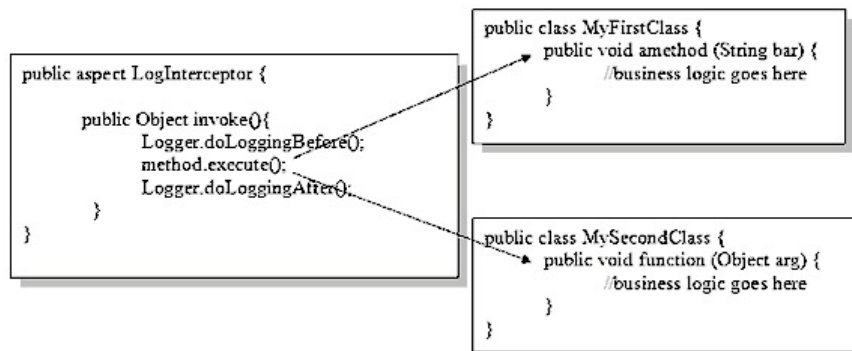 public aspect LogInterceptor {
public Object invoke(){
Logger.doLoggingBefore();
method.execute();
Logger.doLoggingAfter();
}
}
public class MyFirstClass {
public void amethod (String bar) {
//business logic goes here
}
}
public class MySecondClass {
public void function (Object arg) {
//business logic goes here
}
}